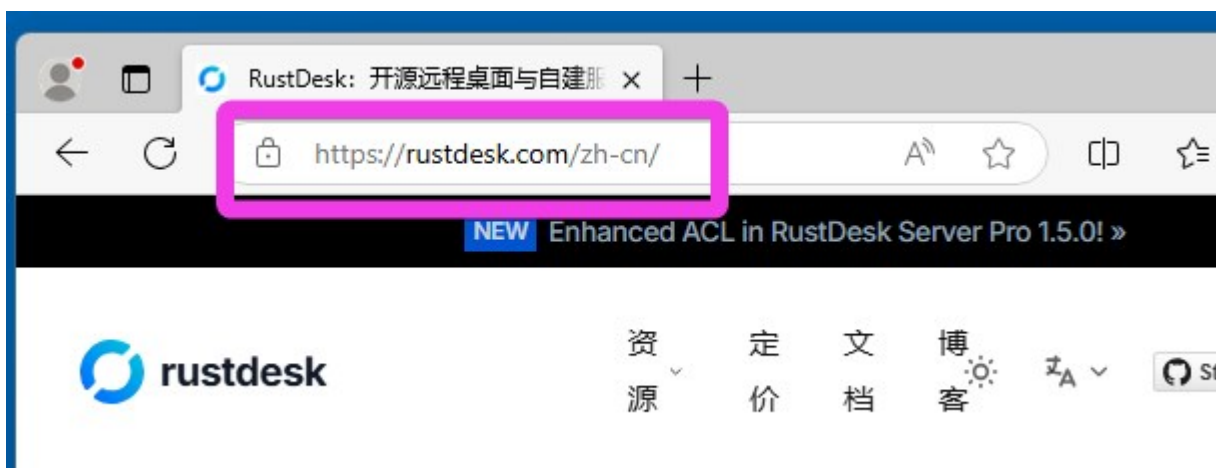 RustDesk: 开源远程桌面与自建服
https://rustdesk.com/zh-cn/
NEW Enhanced ACL in RustDesk Server Pro 1.5.0! »
rustdesk
资源
定价
文档
博客